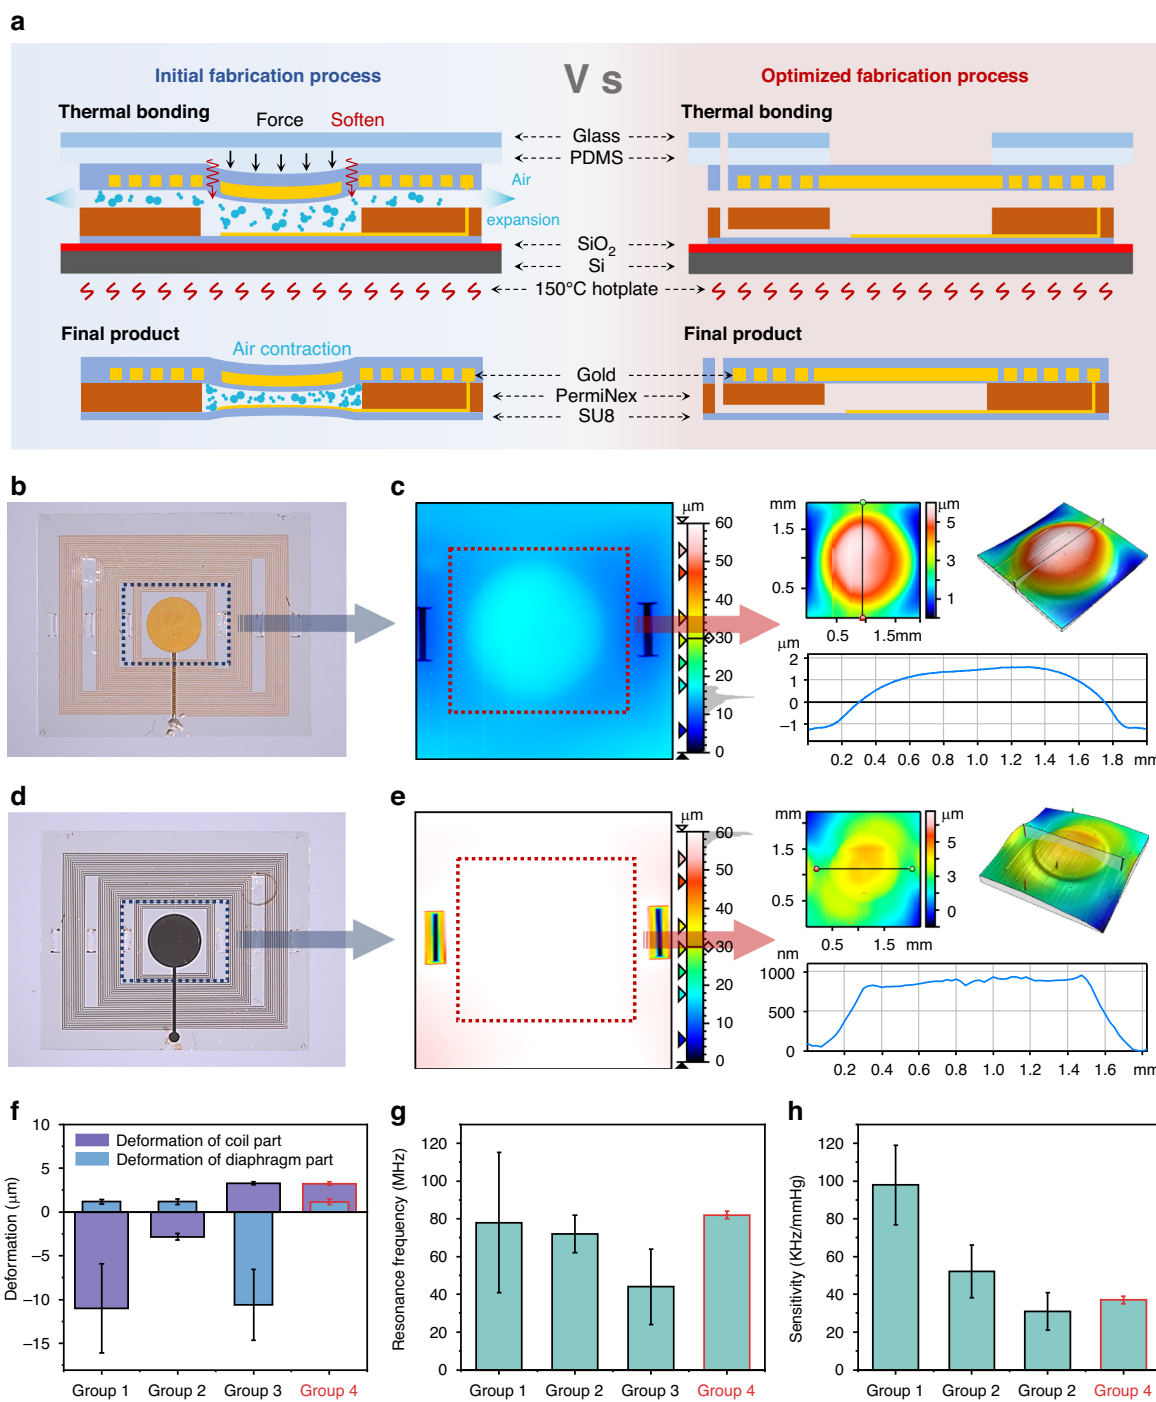 a
Initial fabrication process
V s
Optimized fabrication process
Thermal bonding
Thermal bonding
Force
Soften
Glass
PDMS
Air
expansion
SiO2
Si
150°C hotplate
Final product
Final product
Air contraction
Gold
PermiNex
SU8
b
c
μm
60
50
40
30
20
10
0
mm
1.5
0.5
0.5
1.5mm
μm
5
3
1
μm
2
1
0
−1
0.2
0.4
0.6
0.8
1.0
1.2
1.4
1.6
1.8
mm
d
e
μm
60
50
40
30
20
10
0
mm
1.5
0.5
0.5
1.5
mm
μm
5
3
0
nm
1000
500
0
0.2
0.4
0.6
0.8
1.0
1.2
1.4
1.6
mm
f
Deformation (μm)
10
5
0
−5
−10
−15
Deformation of coil part
Deformation of diaphragm part
Group 1
Group 2
Group 3
Group 4
g
Resonance frequency (MHz)
120
100
80
60
40
20
0
Group 1
Group 2
Group 3
Group 4
h
Sensitivity (KHz/mmHg)
120
100
80
60
40
20
0
Group 1
Group 2
Group 2
Group 4